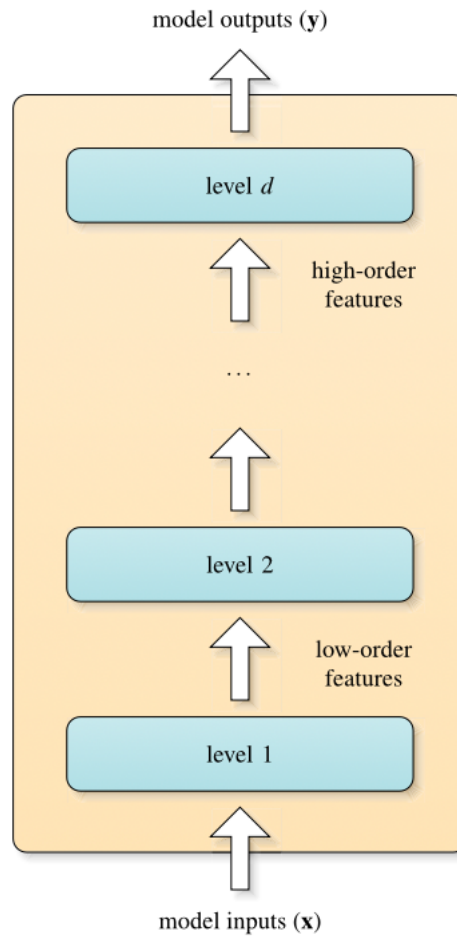 model outputs (y)
level d
high-order
features
...
level 2
low-order
features
level 1
model inputs (x)